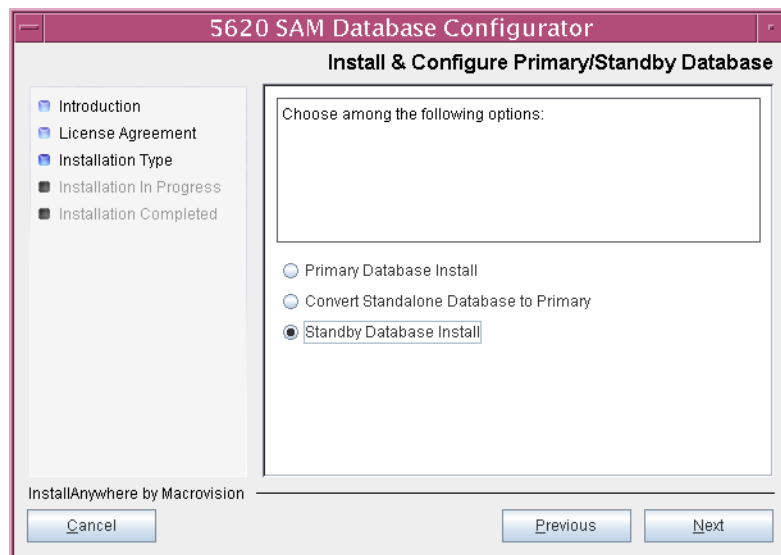 5620 SAM Database Configurator
Install & Configure Primary/Standby Database
Introduction
License Agreement
Installation Type
Installation In Progress
Installation Completed
Choose among the following options:
Primary Database Install
Convert Standalone Database to Primary
Standby Database Install
InstallAnywhere by Macrovision
Cancel
Previous
Next